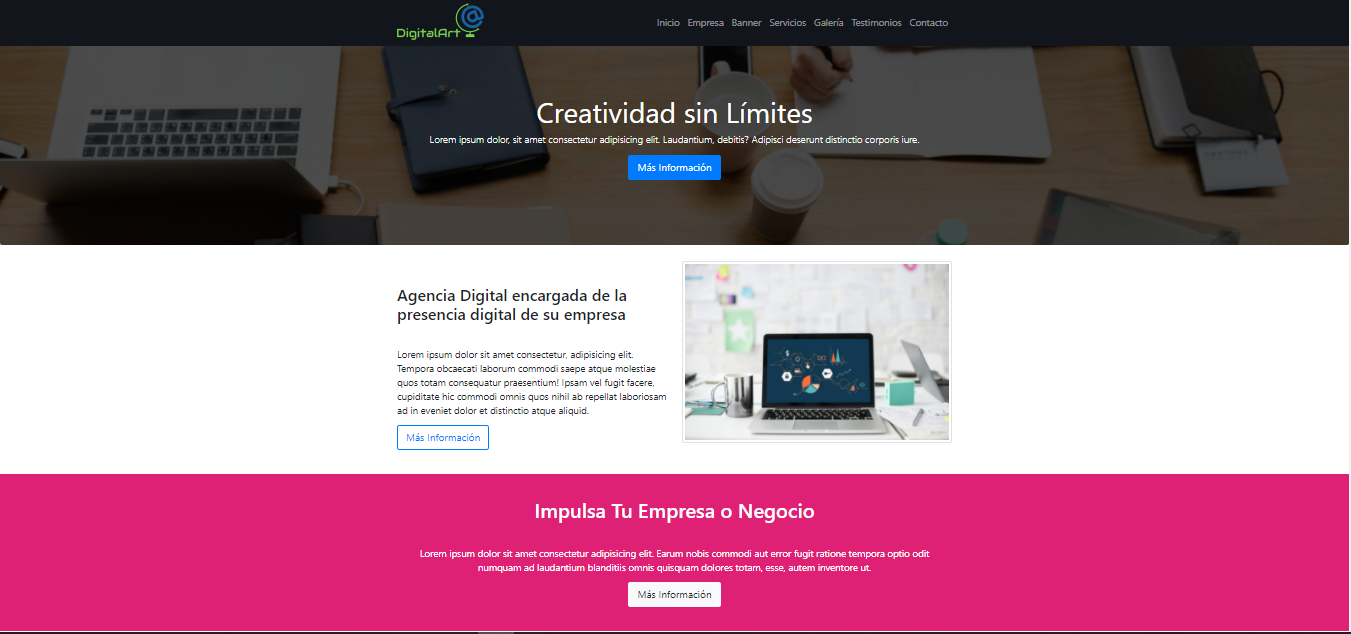 DigitalArt
Inicio Empresa Banner Servicios Galería Testimonios Contacto
Creatividad sin Límites
Lorem ipsum dolor, sit amet consectetur adipisicing elit. Laudantium, debitis? Adipisci deserunt distinctio corporis iure.
Más Información
Agencia Digital encargada de la
presencia digital de su empresa
Lorem ipsum dolor sit amet consectetur, adipisicing elit.
Tempora obcaecati laborum commodi saepe atque molestiae
quos totam consequatur praesentium! Ipsam vel fugit facere,
cupiditate hic commodi omnis quos nihil ab repellat laboriosam
ad in eveniet dolor et distinctio atque aliquid.
Más Información
Impulsa Tu Empresa o Negocio
Lorem ipsum dolor sit amet consectetur adipisicing elit. Earum nobis commodi aut error fugit ratione tempora optio odit
numquam ad laudantium blanditiis omnis quisquam dolores totam, esse, autem inventore ut.
Más Información